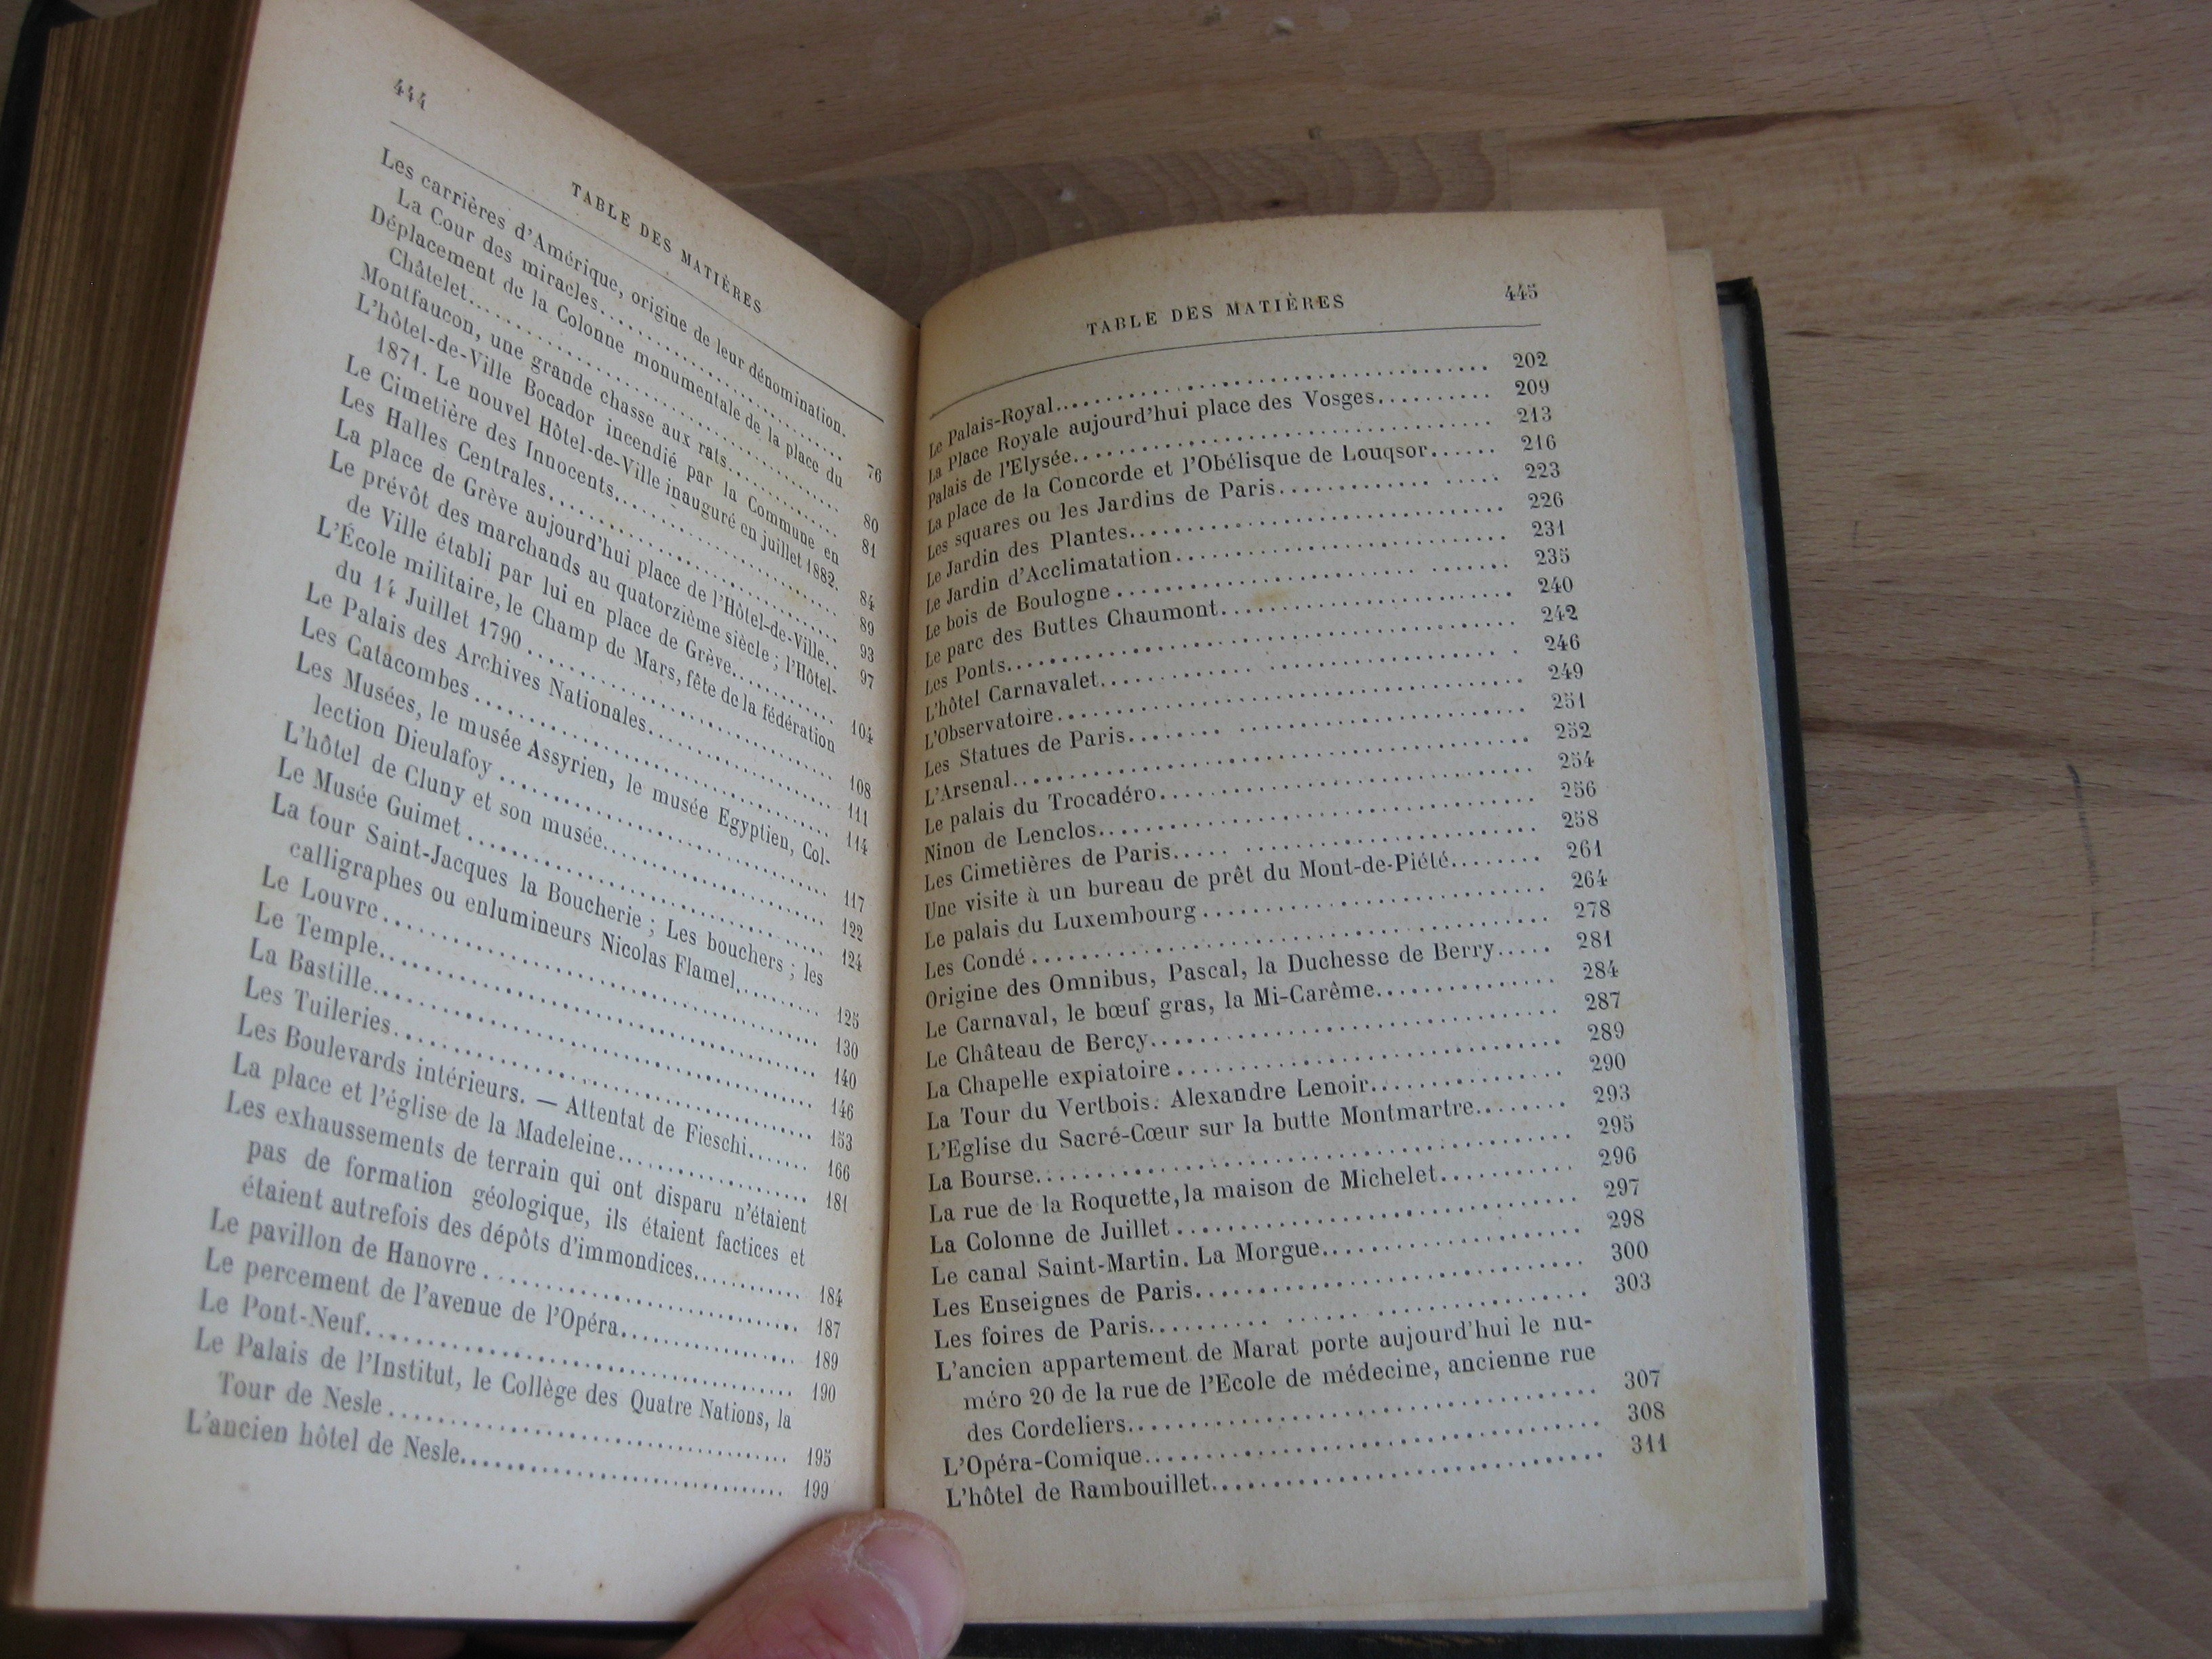 444
TABLE DES MATIÈRES
Les carrières d'Amérique, origine de leur dénomination.
La Cour des miracles........................ 76
Déplacement de la Colonne monumentale de la place du
Châtelet........................ 80
Montfaucon, une grande chasse aux rats............ 81
L'hôtel-de-Ville Bocador incendié par la Commune en
1871. Le nouvel Hôtel-de-Ville inauguré en juillet 1882. 84
Le Cimetière des Innocents........................ 89
Les Halles Centrales........................ 93
La place de Grève aujourd'hui place de l'Hôtel-de-Ville.. 97
Le prévôt des marchands au quatorzième siècle ; l'Hôtel-
de Ville établi par lui en place de Grève............ 104
L'École militaire, le Champ de Mars, fête de la fédération
du 14 Juillet 1790........................ 108
Le Palais des Archives Nationales.................. 111
Les Catacombes........................ 114
Les Musées, le musée Assyrien, le musée Egyptien, Col-
lection Dieulafoy........................ 117
L'hôtel de Cluny et son musée.................. 122
Le Musée Guimet........................ 124
La tour Saint-Jacques la Boucherie ; Les bouchers ; les
calligraphes ou enlumineurs Nicolas Flamel......... 125
Le Louvre........................ 130
Le Temple........................ 140
La Bastille........................ 146
Les Tuileries........................ 153
Les Boulevards intérieurs. — Attentat de Fieschi....... 166
La place et l'église de la Madeleine.................. 181
Les exhaussements de terrain qui ont disparu n'étaient
pas de formation géologique, ils étaient factices et
étaient autrefois des dépôts d'immondices........... 184
Le pavillon de Hanovre........................ 187
Le percement de l'avenue de l'Opéra............... 189
Le Pont-Neuf........................ 190
Le Palais de l'Institut, le Collège des Quatre Nations, la
Tour de Nesle........................ 195
L'ancien hôtel de Nesle........................ 199
TABLE DES MATIÈRES 445
Le Palais-Royal........................ 202
La Place Royale aujourd'hui place des Vosges.......... 209
Palais de l'Elysée........................ 213
La place de la Concorde et l'Obélisque de Louqsor...... 216
Les squares ou les Jardins de Paris.................. 223
Le Jardin des Plantes........................ 226
Le Jardin d'Acclimatation........................ 231
Le bois de Boulogne........................ 235
Le parc des Buttes Chaumont........................ 240
Les Ponts........................ 242
L'hôtel Carnavalet........................ 246
L'Observatoire........................ 249
Les Statues de Paris........................ 251
L'Arsenal........................ 252
Le palais du Trocadéro........................ 254
Ninon de Lenclos........................ 256
Les Cimetières de Paris........................ 258
Une visite à un bureau de prêt du Mont-de-Piété........ 261
Le palais du Luxembourg........................ 264
Les Condé........................ 278
Origine des Omnibus, Pascal, la Duchesse de Berry..... 281
Le Carnaval, le bœuf gras, la Mi-Carême............... 284
Le Château de Bercy........................ 287
La Chapelle expiatoire........................ 289
La Tour du Vertbois. Alexandre Lenoir................ 290
L'Eglise du Sacré-Cœur sur la butte Montmartre........ 293
La Bourse........................ 295
La rue de la Roquette, la maison de Michelet........... 296
La Colonne de Juillet........................ 297
Le canal Saint-Martin. La Morgue.................... 298
Les Enseignes de Paris........................ 300
Les foires de Paris........................ 303
L'ancien appartement de Marat porte aujourd'hui le nu-
méro 20 de la rue de l'Ecole de médecine, ancienne rue
des Cordeliers........................ 307
L'Opéra-Comique........................ 308
L'hôtel de Rambouillet........................ 311